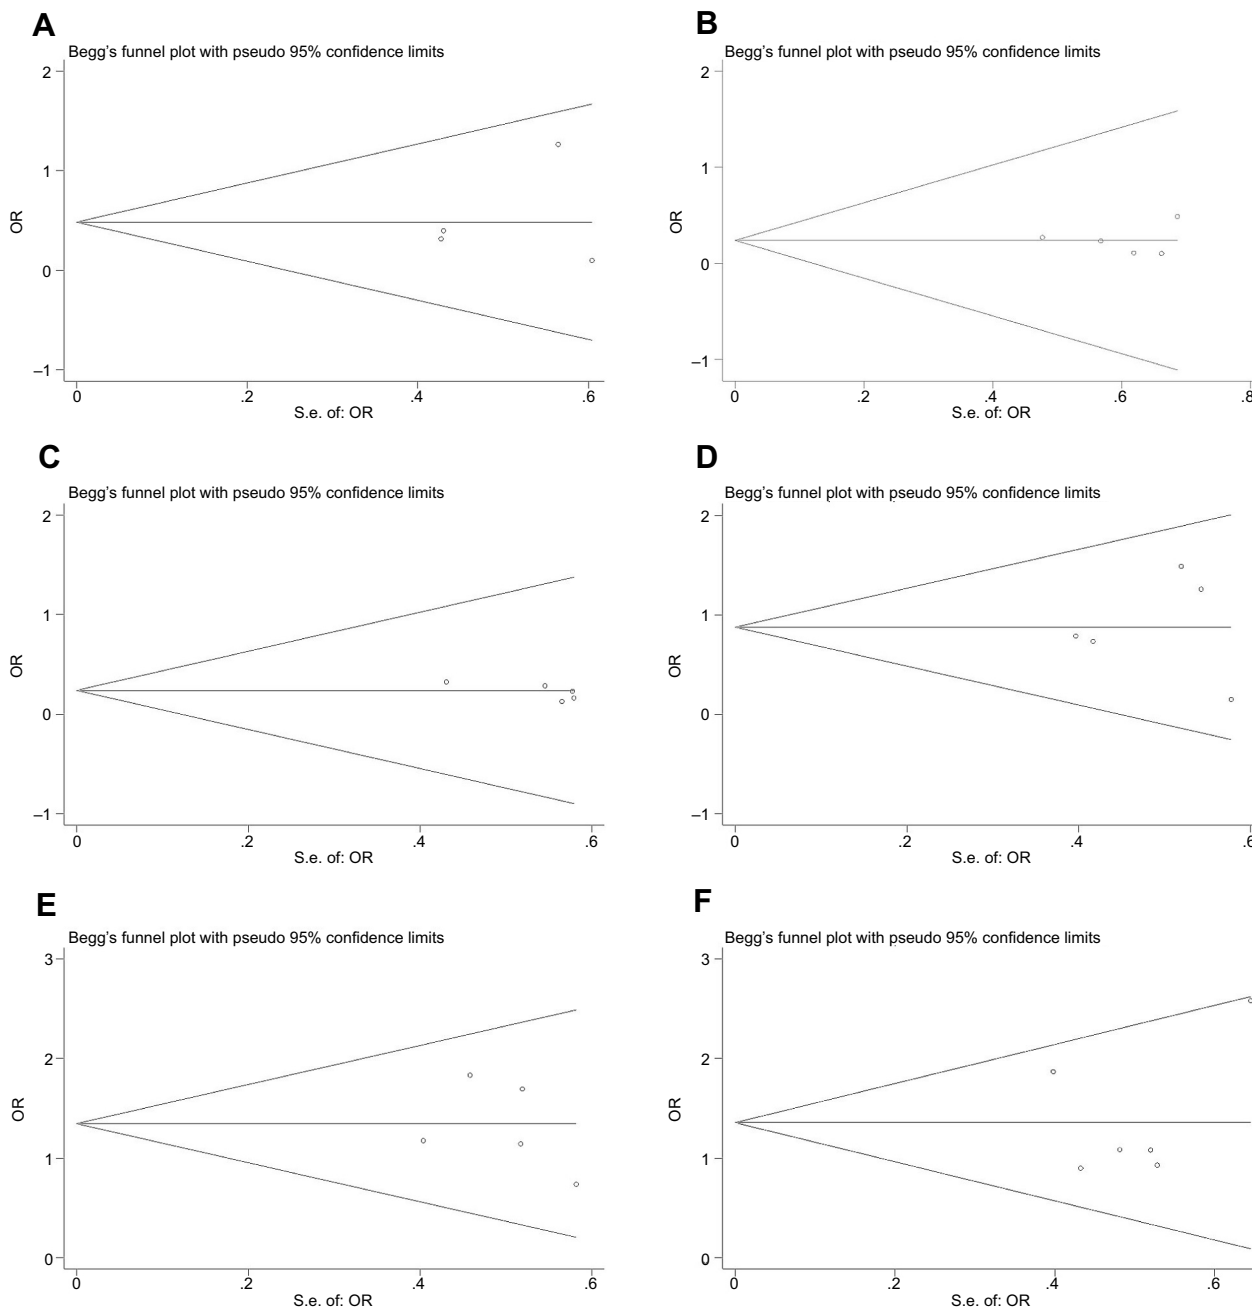 A
Begg’s funnel plot with pseudo 95% confidence limits
2
1
0
–1
OR
0 .2 .4 .6
S.e. of: OR
B
Begg’s funnel plot with pseudo 95% confidence limits
2
1
0
–1
OR
0 .2 .4 .6 .8
S.e. of: OR
C
Begg’s funnel plot with pseudo 95% confidence limits
2
1
0
–1
OR
0 .2 .4 .6
S.e. of: OR
D
Begg’s funnel plot with pseudo 95% confidence limits
2
1
0
–1
OR
0 .2 .4 .6
S.e. of: OR
E
Begg’s funnel plot with pseudo 95% confidence limits
3
2
1
0
OR
0 .2 .4 .6
S.e. of: OR
F
Begg’s funnel plot with pseudo 95% confidence limits
3
2
1
0
OR
0 .2 .4 .6
S.e. of: OR